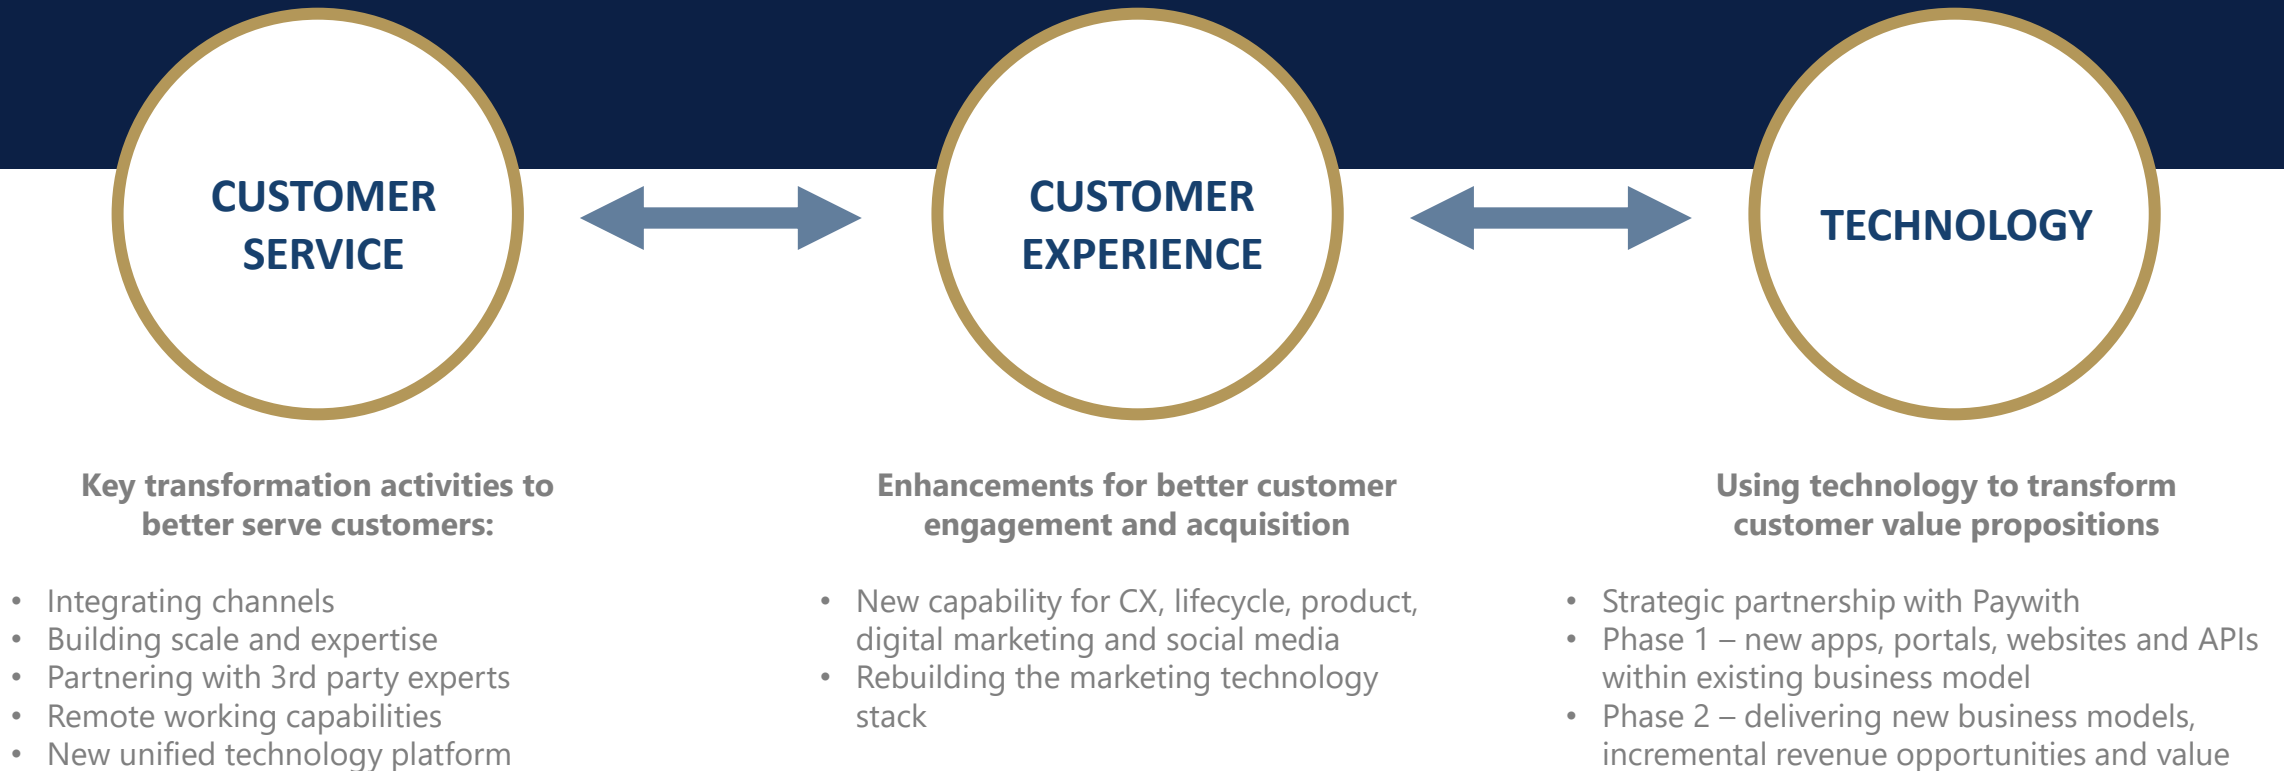 CUSTOMER
SERVICE
CUSTOMER
EXPERIENCE
TECHNOLOGY
Key transformation activities to
better serve customers:
• Integrating channels
• Building scale and expertise
• Partnering with 3rd party experts
• Remote working capabilities
• New unified technology platform
Enhancements for better customer
engagement and acquisition
• New capability for CX, lifecycle, product,
digital marketing and social media
• Rebuilding the marketing technology
stack
Using technology to transform
customer value propositions
• Strategic partnership with Paywith
• Phase 1 – new apps, portals, websites and APIs
within existing business model
• Phase 2 – delivering new business models,
incremental revenue opportunities and value